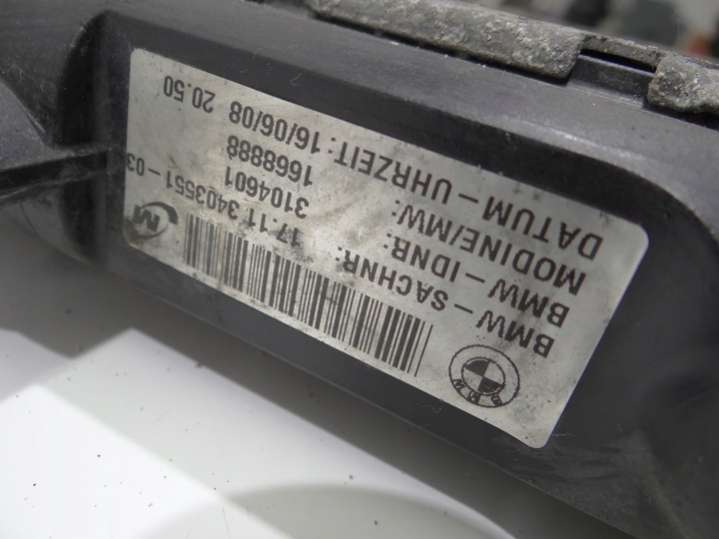 BMW
BMW - SACHNR: 17.11 3403551-03
BMW - IDNR: 3104601
MODINE/MW: 1668888
DATUM - UHRZEIT: 16/06/08 20.50